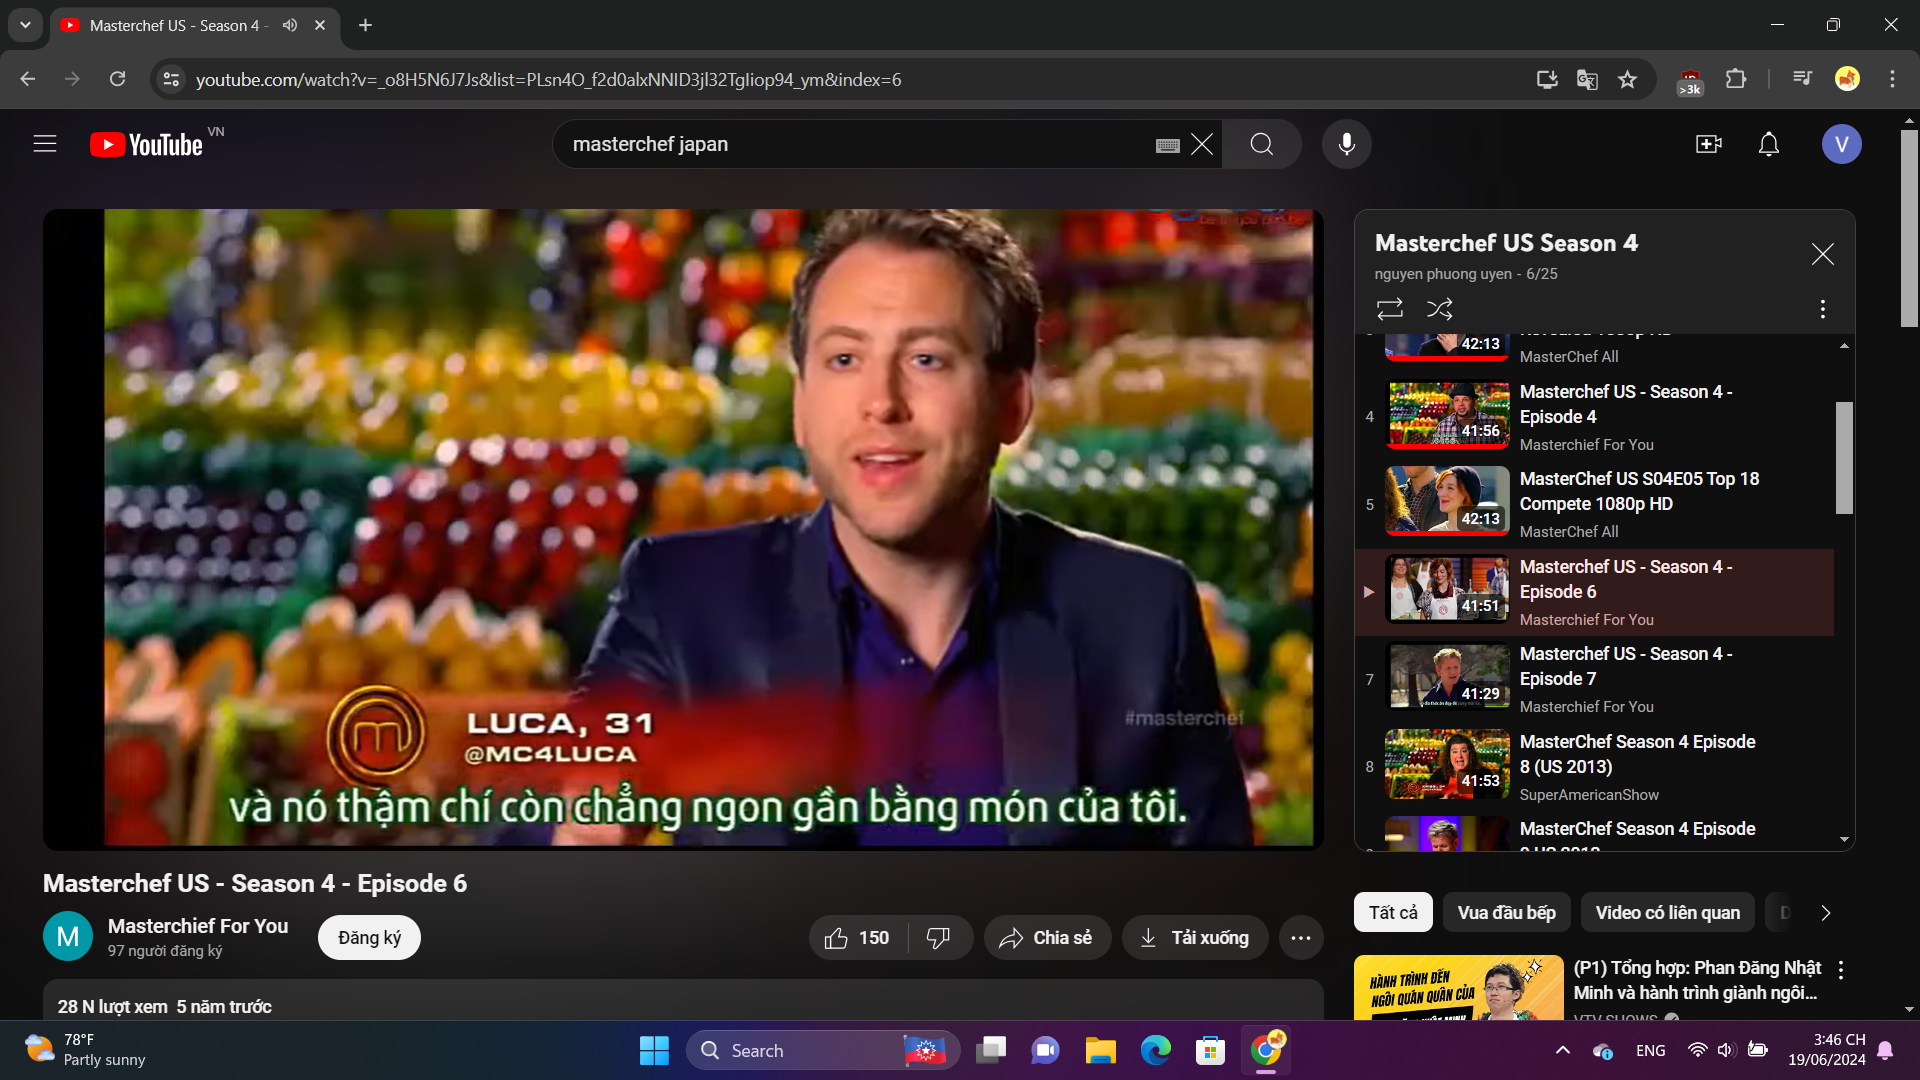 Masterchef US - Season 4 -
youtube.com/watch?v=_o8H5N6J7Js&list=PLsn4O_f2d0alxNNID3jl32TgIiop94_ym&index=6
>3k
YouTube VN
masterchef japan
V
LUCA, 31
@MC4LUCA
#masterchef
và nó thậm chí còn chẳng ngon gần bằng món của tôi.
Masterchef US Season 4
nguyen phuong uyen - 6/25
42:13
MasterChef All
4
41:56
Masterchef US - Season 4 -
Episode 4
Masterchief For You
5
42:13
MasterChef US S04E05 Top 18
Compete 1080p HD
MasterChef All
41:51
Masterchef US - Season 4 -
Episode 6
Masterchief For You
7
41:29
Masterchef US - Season 4 -
Episode 7
Masterchief For You
8
41:53
MasterChef Season 4 Episode
8 (US 2013)
SuperAmericanShow
MasterChef Season 4 Episode
Masterchef US - Season 4 - Episode 6
M
Masterchief For You
97 người đăng ký
Đăng ký
150
Chia sẻ
Tải xuống
28 N lượt xem 5 năm trước
Tất cả
Vua đầu bếp
Video có liên quan
HÀNH TRÌNH ĐẾN
NGÔI QUÁN QUÂN CỦA
(P1) Tổng hợp: Phan Đăng Nhật
Minh và hành trình giành ngôi...
VTV SHOWS
78°F
Partly sunny
Search
ENG
3:46 CH
19/06/2024